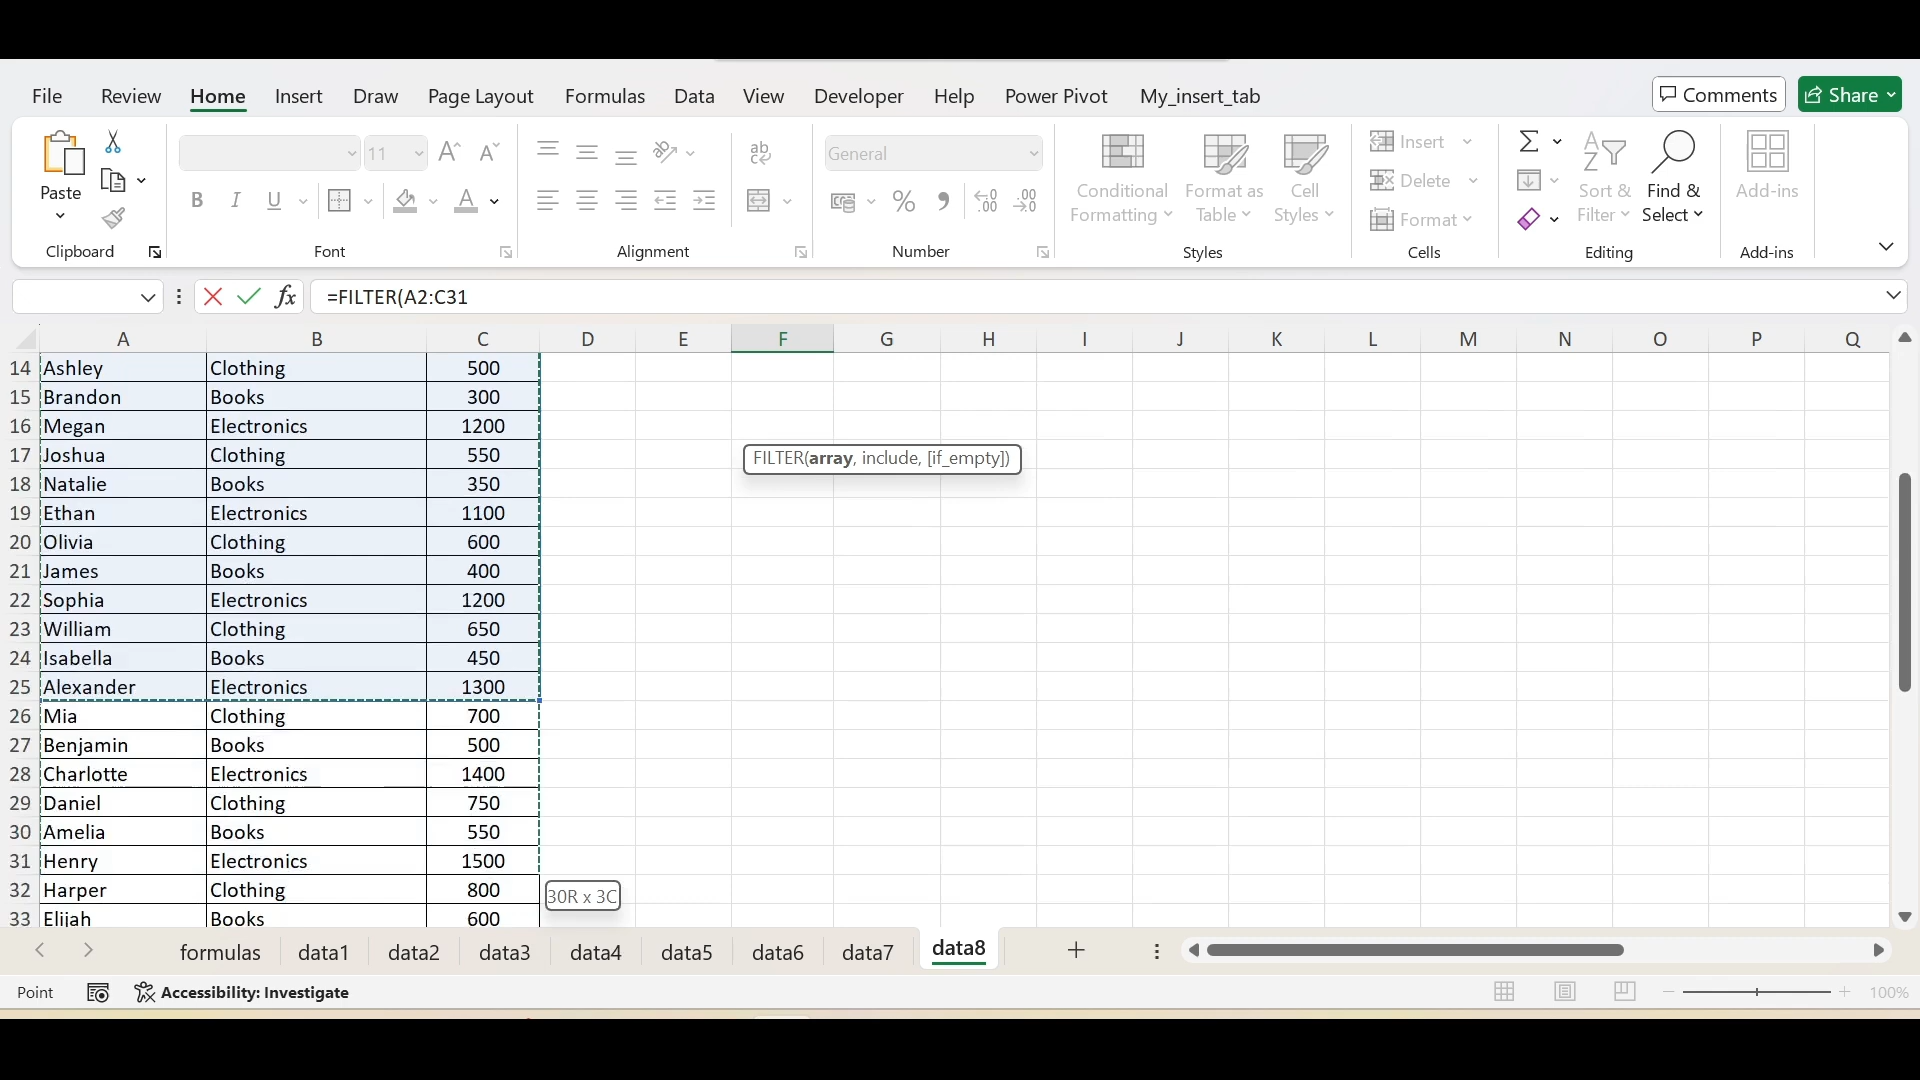 File Review Home Insert Draw Page Layout Formulas Data View Developer Help Power Pivot My_insert_tab Comments Share
Paste
Clipboard
11
B I U A
Font
ab
Alignment
General
%
Number
Conditional Formatting
Format as Table
Cell Styles
Styles
Insert
Delete
Format
Cells
Sort & Filter
Find & Select
Editing
Add-ins
Add-ins
fx =FILTER(A2:C31
A B C D E F G H I J K L M N O P Q
14 Ashley Clothing 500
15 Brandon Books 300
16 Megan Electronics 1200
17 Joshua Clothing 550
FILTER(array, include, [if_empty])
18 Natalie Books 350
19 Ethan Electronics 1100
20 Olivia Clothing 600
21 James Books 400
22 Sophia Electronics 1200
23 William Clothing 650
24 Isabella Books 450
25 Alexander Electronics 1300
26 Mia Clothing 700
27 Benjamin Books 500
28 Charlotte Electronics 1400
29 Daniel Clothing 750
30 Amelia Books 550
31 Henry Electronics 1500
32 Harper Clothing 800
30R x 3C
33 Elijah Books 600
formulas data1 data2 data3 data4 data5 data6 data7 data8
Point Accessibility: Investigate 100%